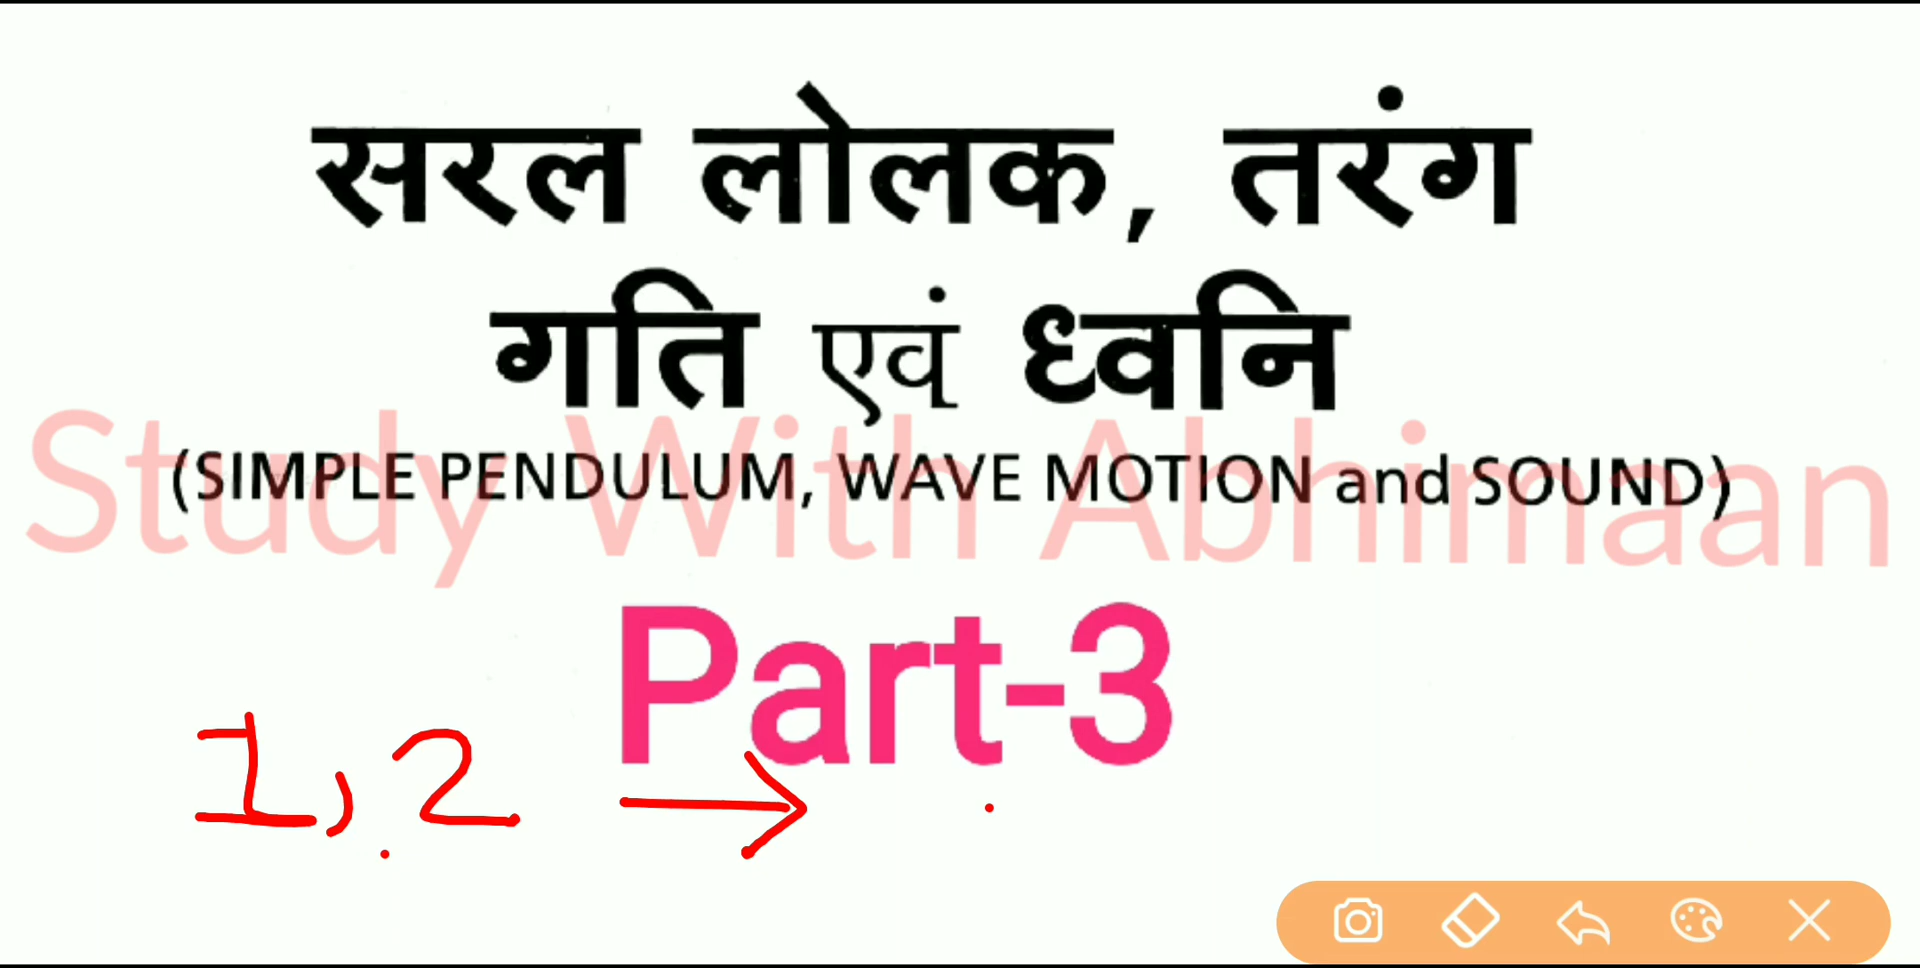 सरल लोलक, तरंग
गति एवं ध्वनि
(SIMPLE PENDULUM, WAVE MOTION and SOUND)
Study With Abhimaan
Part-3
1, 2 →